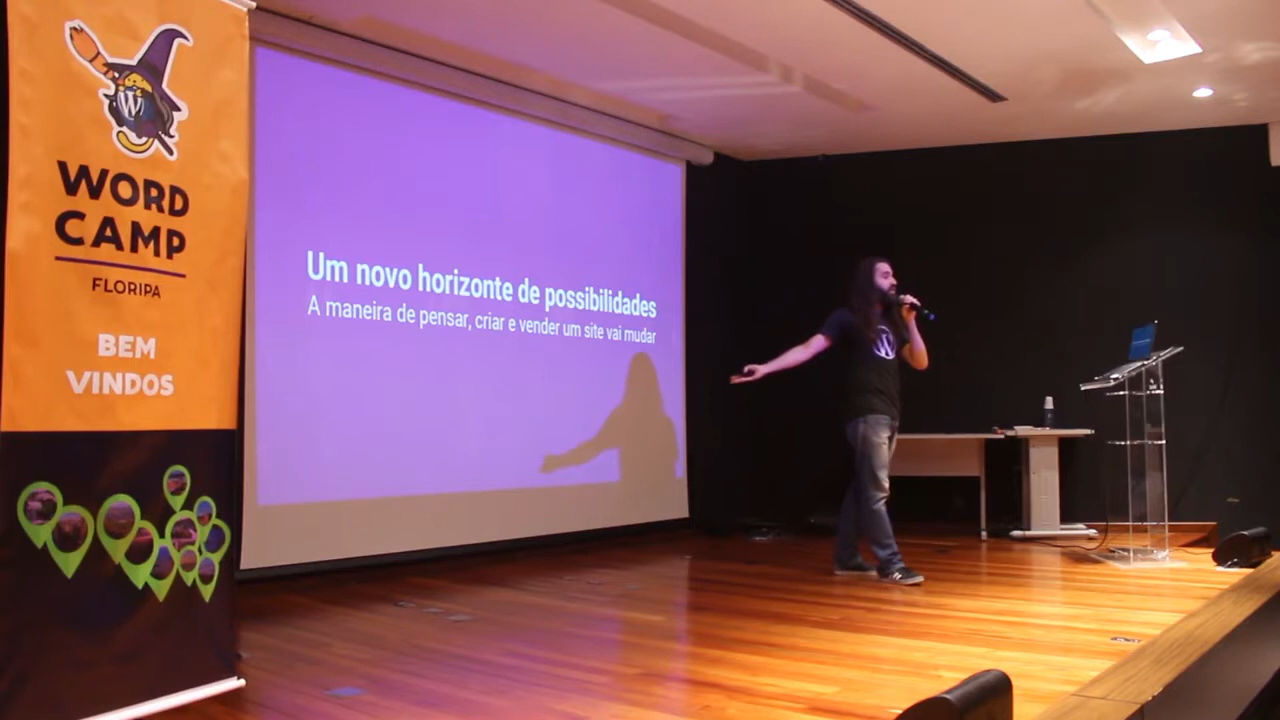 WORD
CAMP
FLORIPA
BEM
VINDOS
Um novo horizonte de possibilidades
A maneira de pensar, criar e vender um site vai mudar